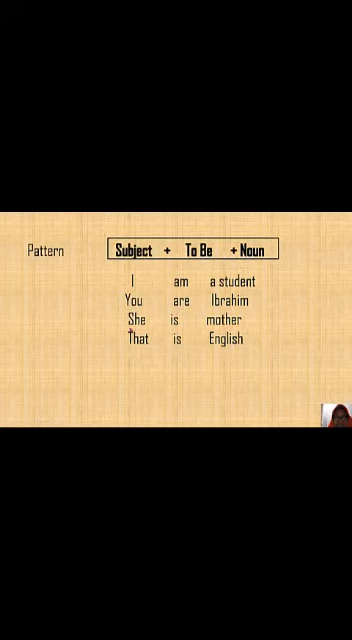 Pattern Subject + To Be + Noun
I am a student
You are Ibrahim
She is mother
That is English